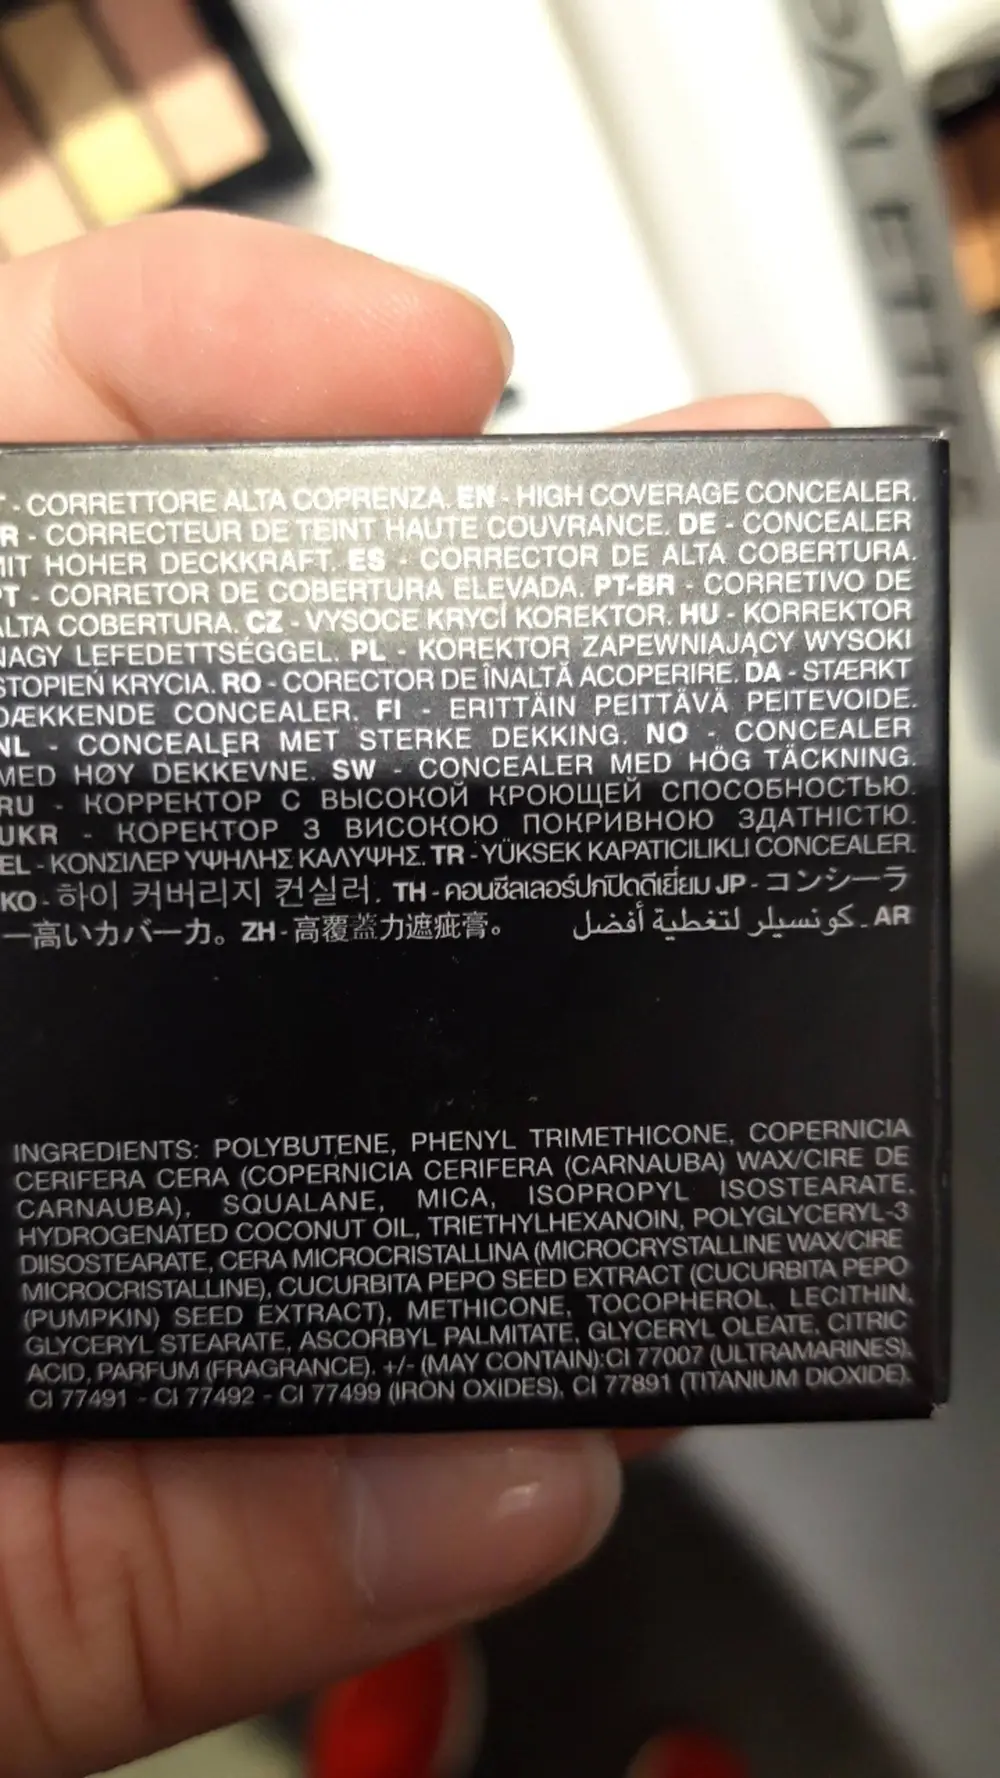 - CORRETTORE ALTA COPRENZA. EN - HIGH COVERAGE CONCEALER.
R - CORRECTEUR DE TEINT HAUTE COUVRANCE. DE - CONCEALER
MIT HOHER DECKKRAFT. ES - CORRECTOR DE ALTA COBERTURA.
PT - CORRETOR DE COBERTURA ELEVADA. PT-BR - CORRETIVO DE
ALTA COBERTURA. CZ - VYSOCE KRYCÍ KOREKTOR. HU - KORREKTOR
NAGY LEFEDETTSÉGGEL. PL - KOREKTOR ZAPEWNIAJĄCY WYSOKI
STOPIEŃ KRYCIA. RO - CORECTOR DE ÎNALTĂ ACOPERIRE. DA - STÆRKT
DÆKKENDE CONCEALER. FI - ERITTÄIN PEITTÄVÄ PEITEVOIDE.
NL - CONCEALER MET STERKE DEKKING. NO - CONCEALER
MED HØY DEKKEVNE. SW - CONCEALER MED HÖG TÄCKNING.
RU - КОРРЕКТОР С ВЫСОКОЙ КРОЮЩЕЙ СПОСОБНОСТЬЮ.
UKR - КОРЕКТОР З ВИСОКОЮ ПОКРИВНОЮ ЗДАТНІСТЮ.
EL - ΚΟΝΣΙΛΕΡ ΥΨΗΛΗΣ ΚΑΛΥΨΗΣ. TR - YÜKSEK KAPATICILIKLI CONCEALER.
KO - 하이 커버리지 컨실러. TH - คอนซีลเลอร์ปกปิดดีเยี่ยม JP - コンシーラ
ー高いカバー力。ZH - 高覆蓋力遮疵膏。 AR - كونسيلر لتغطية أفضل
INGREDIENTS: POLYBUTENE, PHENYL TRIMETHICONE, COPERNICIA
CERIFERA CERA (COPERNICIA CERIFERA (CARNAUBA) WAX/CIRE DE
CARNAUBA), SQUALANE, MICA, ISOPROPYL ISOSTEARATE,
HYDROGENATED COCONUT OIL, TRIETHYLHEXANOIN, POLYGLYCERYL-3
DIISOSTEARATE, CERA MICROCRISTALLINA (MICROCRYSTALLINE WAX/CIRE
MICROCRISTALLINE), CUCURBITA PEPO SEED EXTRACT (CUCURBITA PEPO
(PUMPKIN) SEED EXTRACT), METHICONE, TOCOPHEROL, LECITHIN,
GLYCERYL STEARATE, ASCORBYL PALMITATE, GLYCERYL OLEATE, CITRIC
ACID, PARFUM (FRAGRANCE). +/- (MAY CONTAIN):CI 77007 (ULTRAMARINES),
CI 77491 - CI 77492 - CI 77499 (IRON OXIDES), CI 77891 (TITANIUM DIOXIDE).